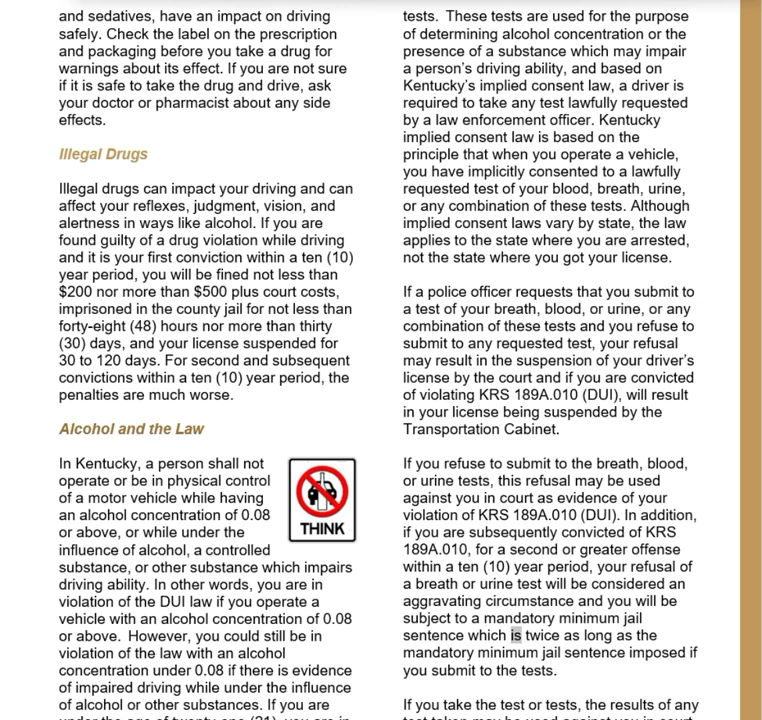 and sedatives, have an impact on driving
safely. Check the label on the prescription
and packaging before you take a drug for
warnings about its effect. If you are not sure
if it is safe to take the drug and drive, ask
your doctor or pharmacist about any side
effects.
Illegal Drugs
Illegal drugs can impact your driving and can
affect your reflexes, judgment, vision, and
alertness in ways like alcohol. If you are
found guilty of a drug violation while driving
and it is your first conviction within a ten (10)
year period, you will be fined not less than
$200 nor more than $500 plus court costs,
imprisoned in the county jail for not less than
forty-eight (48) hours nor more than thirty
(30) days, and your license suspended for
30 to 120 days. For second and subsequent
convictions within a ten (10) year period, the
penalties are much worse.
Alcohol and the Law
In Kentucky, a person shall not
operate or be in physical control
of a motor vehicle while having
an alcohol concentration of 0.08
or above, or while under the
influence of alcohol, a controlled
substance, or other substance which impairs
driving ability. In other words, you are in
violation of the DUI law if you operate a
vehicle with an alcohol concentration of 0.08
or above. However, you could still be in
violation of the law with an alcohol
concentration under 0.08 if there is evidence
of impaired driving while under the influence
of alcohol or other substances. If you are
under the age of twenty-one (21), you are in
THINK
tests. These tests are used for the purpose
of determining alcohol concentration or the
presence of a substance which may impair
a person's driving ability, and based on
Kentucky's implied consent law, a driver is
required to take any test lawfully requested
by a law enforcement officer. Kentucky
implied consent law is based on the
principle that when you operate a vehicle,
you have implicitly consented to a lawfully
requested test of your blood, breath, urine,
or any combination of these tests. Although
implied consent laws vary by state, the law
applies to the state where you are arrested,
not the state where you got your license.
If a police officer requests that you submit to
a test of your breath, blood, or urine, or any
combination of these tests and you refuse to
submit to any requested test, your refusal
may result in the suspension of your driver's
license by the court and if you are convicted
of violating KRS 189A.010 (DUI), will result
in your license being suspended by the
Transportation Cabinet.
If you refuse to submit to the breath, blood,
or urine tests, this refusal may be used
against you in court as evidence of your
violation of KRS 189A.010 (DUI). In addition,
if you are subsequently convicted of KRS
189A.010, for a second or greater offense
within a ten (10) year period, your refusal of
a breath or urine test will be considered an
aggravating circumstance and you will be
subject to a mandatory minimum jail
sentence which is twice as long as the
mandatory minimum jail sentence imposed if
you submit to the tests.
If you take the test or tests, the results of any
test taken may be used against you in court